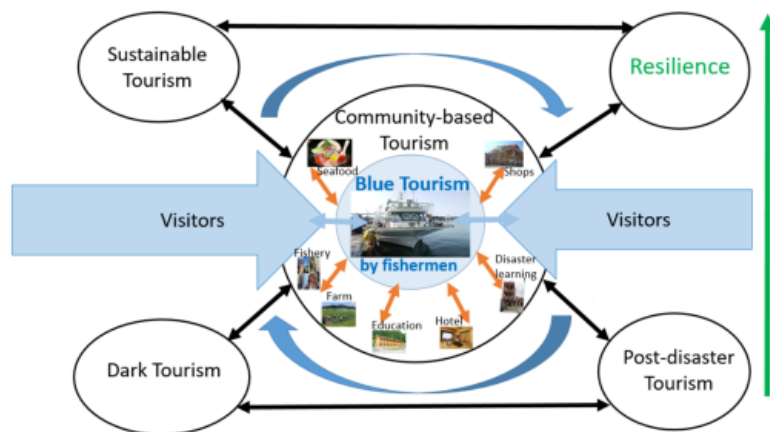 Sustainable
Tourism
Resilience
Community-based
Tourism
Seafood
Shops
Blue Tourism
Visitors
Visitors
by fishermen
Fishery
Disaster
learning
Farm
Education
Hotel
Dark Tourism
Post-disaster
Tourism